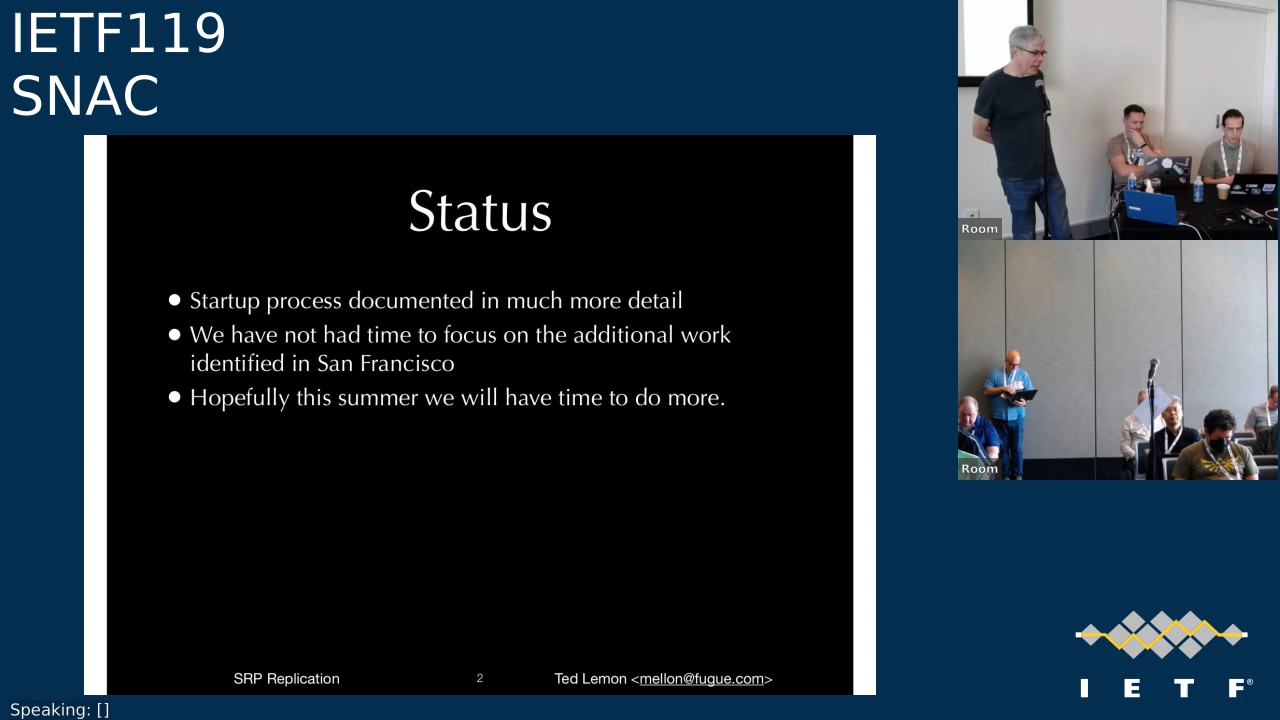 IETF119
SNAC
Status
● Startup process documented in much more detail
● We have not had time to focus on the additional work
identified in San Francisco
● Hopefully this summer we will have time to do more.
SRP Replication 2 Ted Lemon <mellon@fugue.com>
Room
Room
I E T F®
Speaking: []